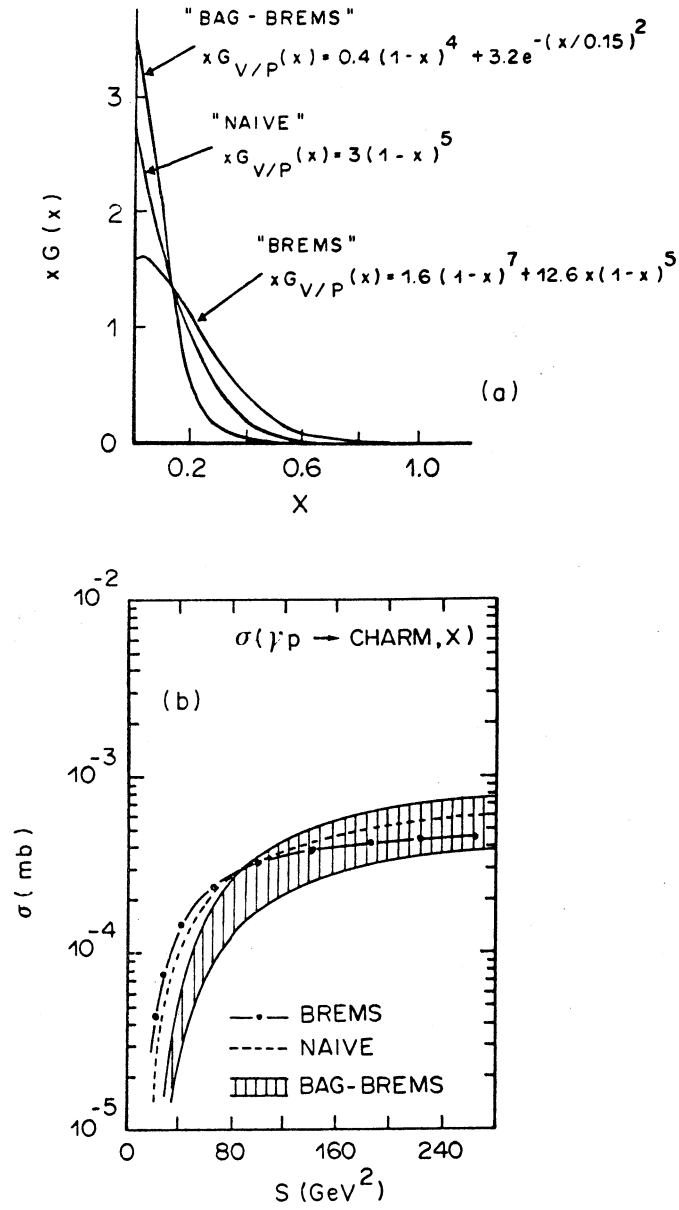 "BAG-BREMS"
xG_{V/P}(x) = 0.4 (1-x)^4 + 3.2e^{-(x/0.15)^2}
"NAIVE"
xG_{V/P}(x) = 3(1-x)^5
"BREMS"
xG_{V/P}(x) = 1.6 (1-x)^7 + 12.6 x(1-x)^5
3
2
1
0
xG(x)
(a)
0.2 0.6 1.0
X
10^{-2}
10^{-3}
10^{-4}
10^{-5}
σ(mb)
σ(γp → CHARM,X)
(b)
BREMS
NAIVE
BAG-BREMS
0 80 160 240
S (GeV^2)